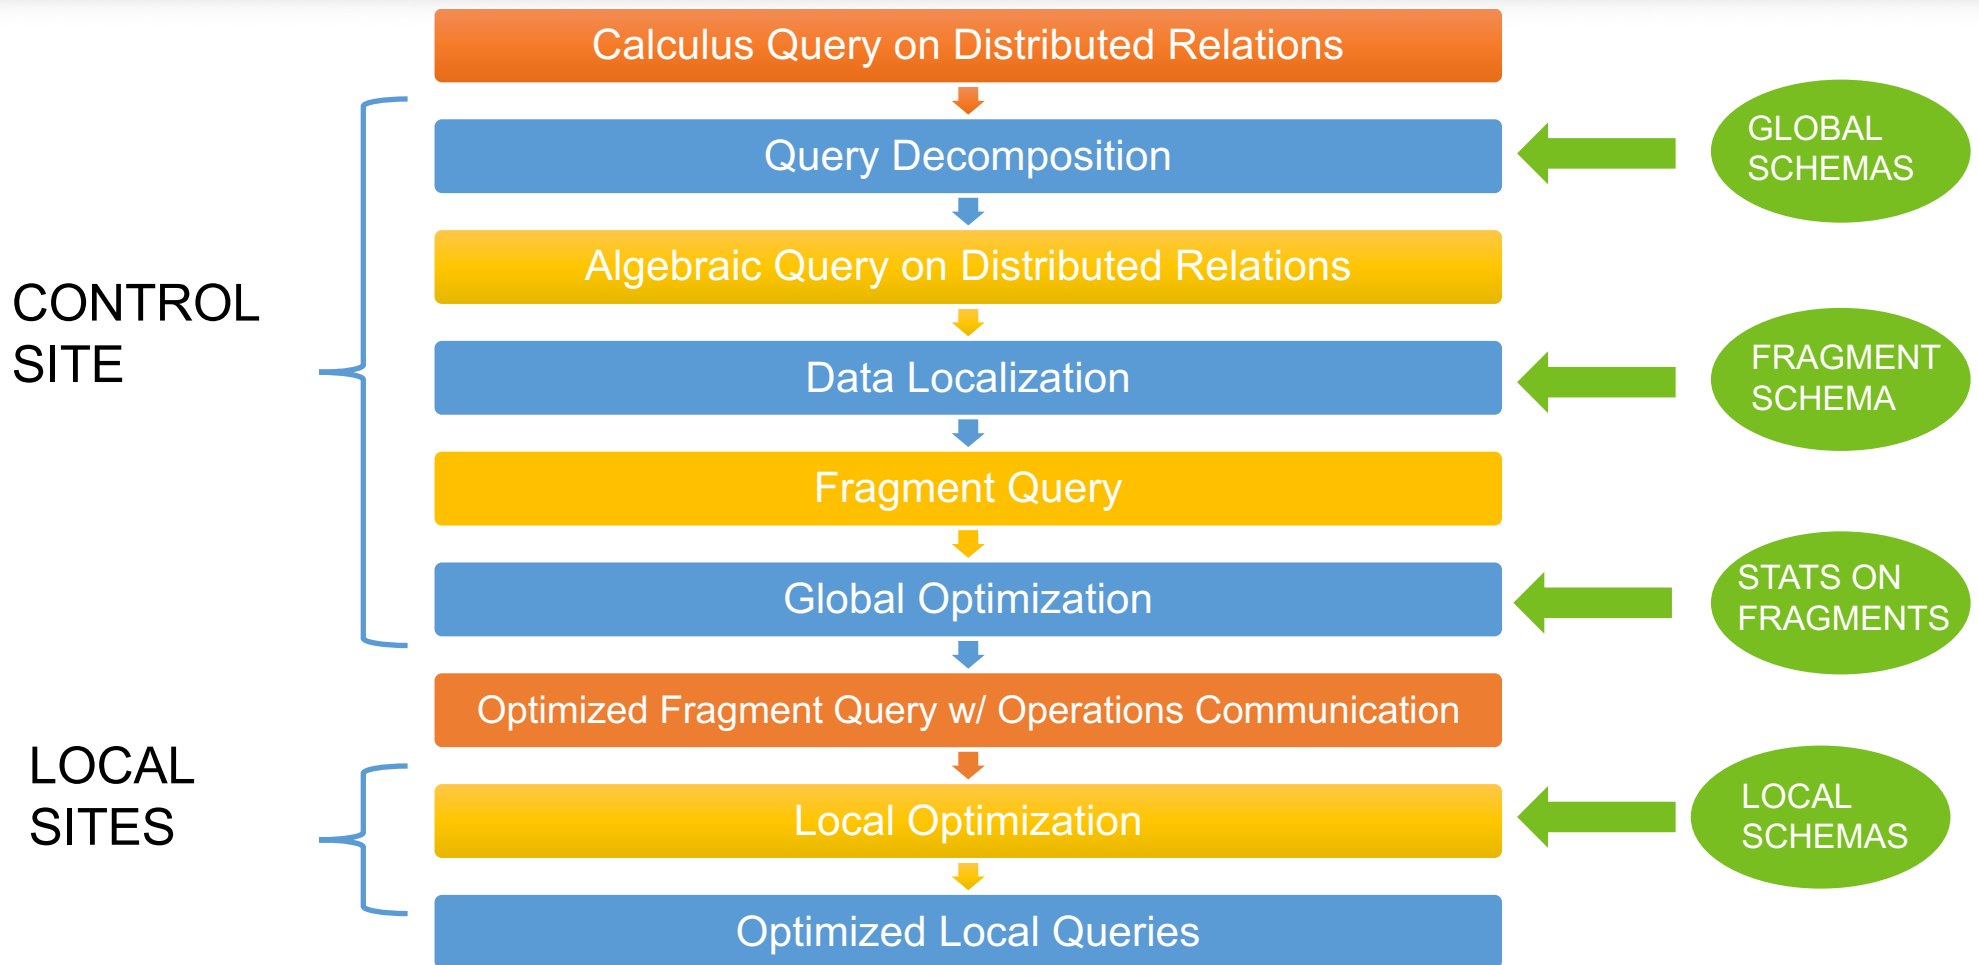 Calculus Query on Distributed Relations
Query Decomposition
GLOBAL
SCHEMAS
Algebraic Query on Distributed Relations
CONTROL
SITE
Data Localization
FRAGMENT
SCHEMA
Fragment Query
Global Optimization
STATS ON
FRAGMENTS
Optimized Fragment Query w/ Operations Communication
LOCAL
SITES
Local Optimization
LOCAL
SCHEMAS
Optimized Local Queries